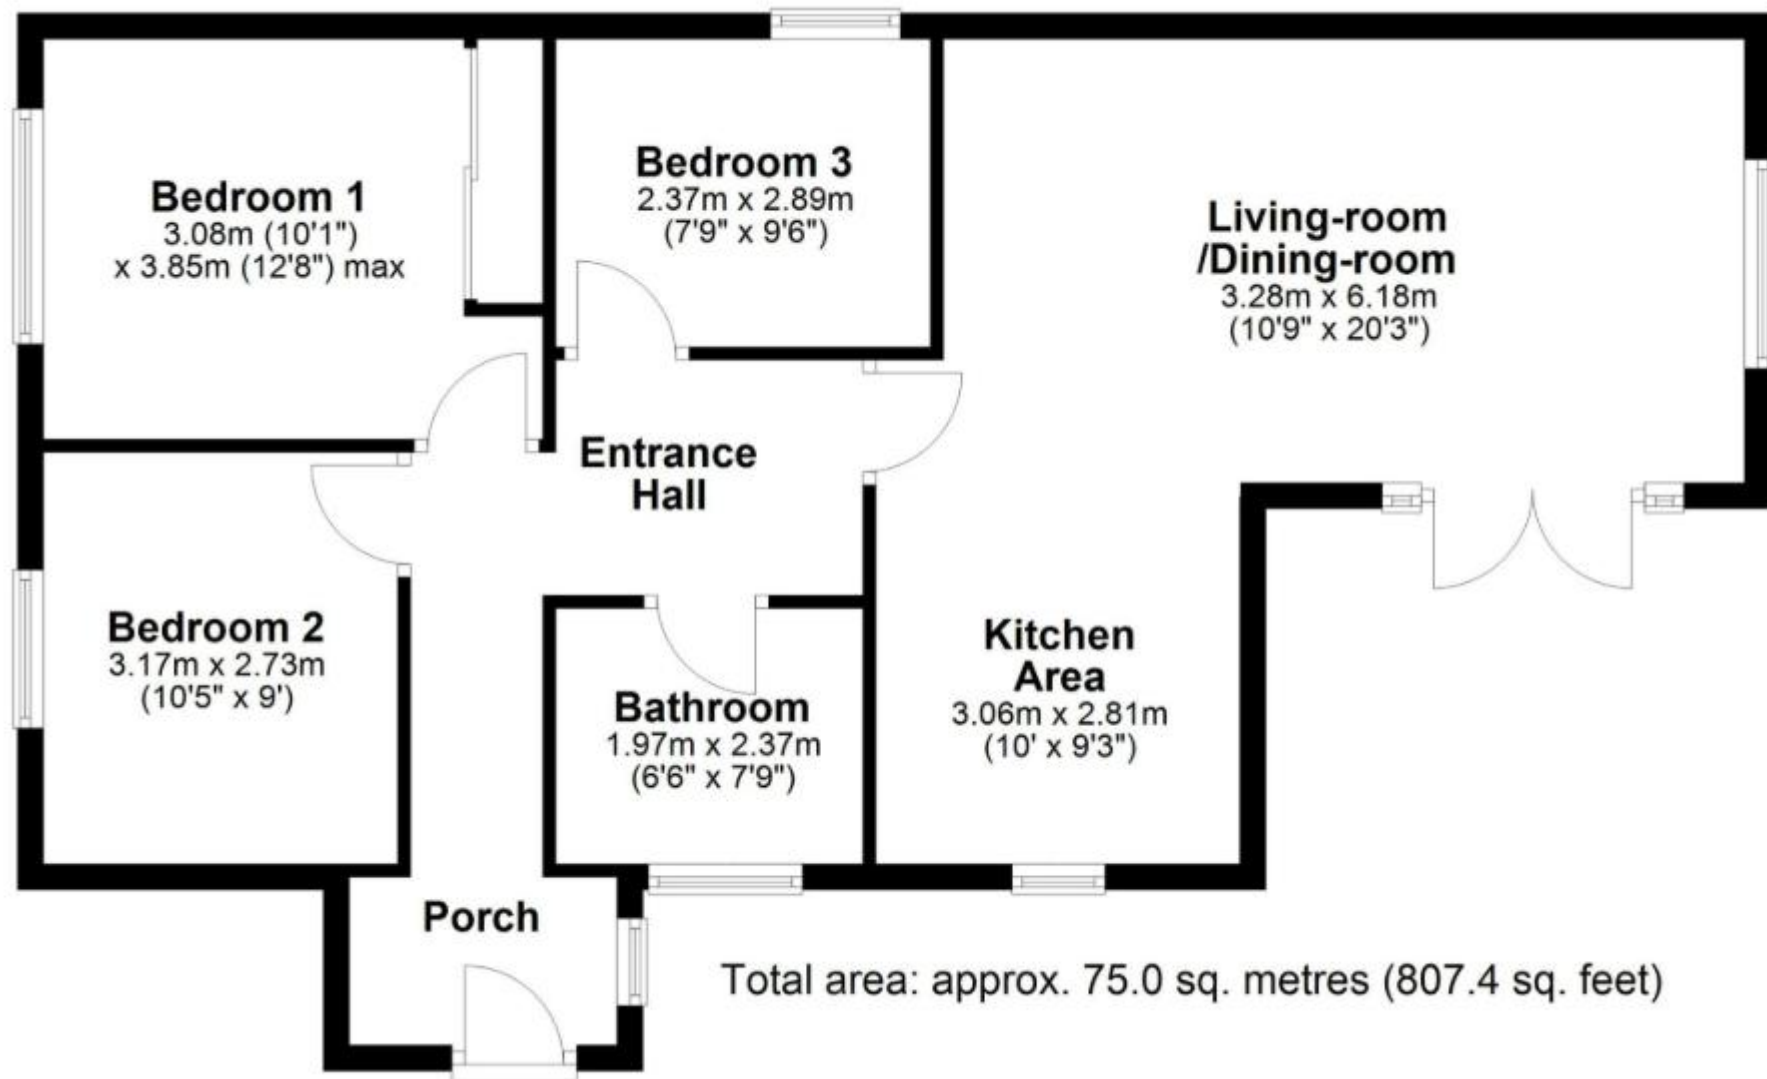 Bedroom 1
3.08m (10'1")
x 3.85m (12'8") max
Bedroom 3
2.37m x 2.89m
(7'9" x 9'6")
Living-room
/Dining-room
3.28m x 6.18m
(10'9" x 20'3")
Entrance
Hall
Bedroom 2
3.17m x 2.73m
(10'5" x 9')
Bathroom
1.97m x 2.37m
(6'6" x 7'9")
Kitchen
Area
3.06m x 2.81m
(10' x 9'3")
Porch
Total area: approx. 75.0 sq. metres (807.4 sq. feet)